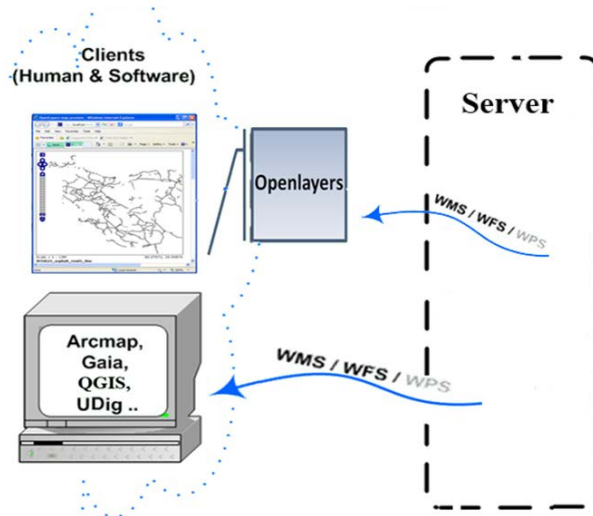 Clients
(Human & Software)
Server
Openlayers
WMS / WFS / WPS
Arcmap,
Gaia,
QGIS,
UDig ..
WMS / WFS / WPS